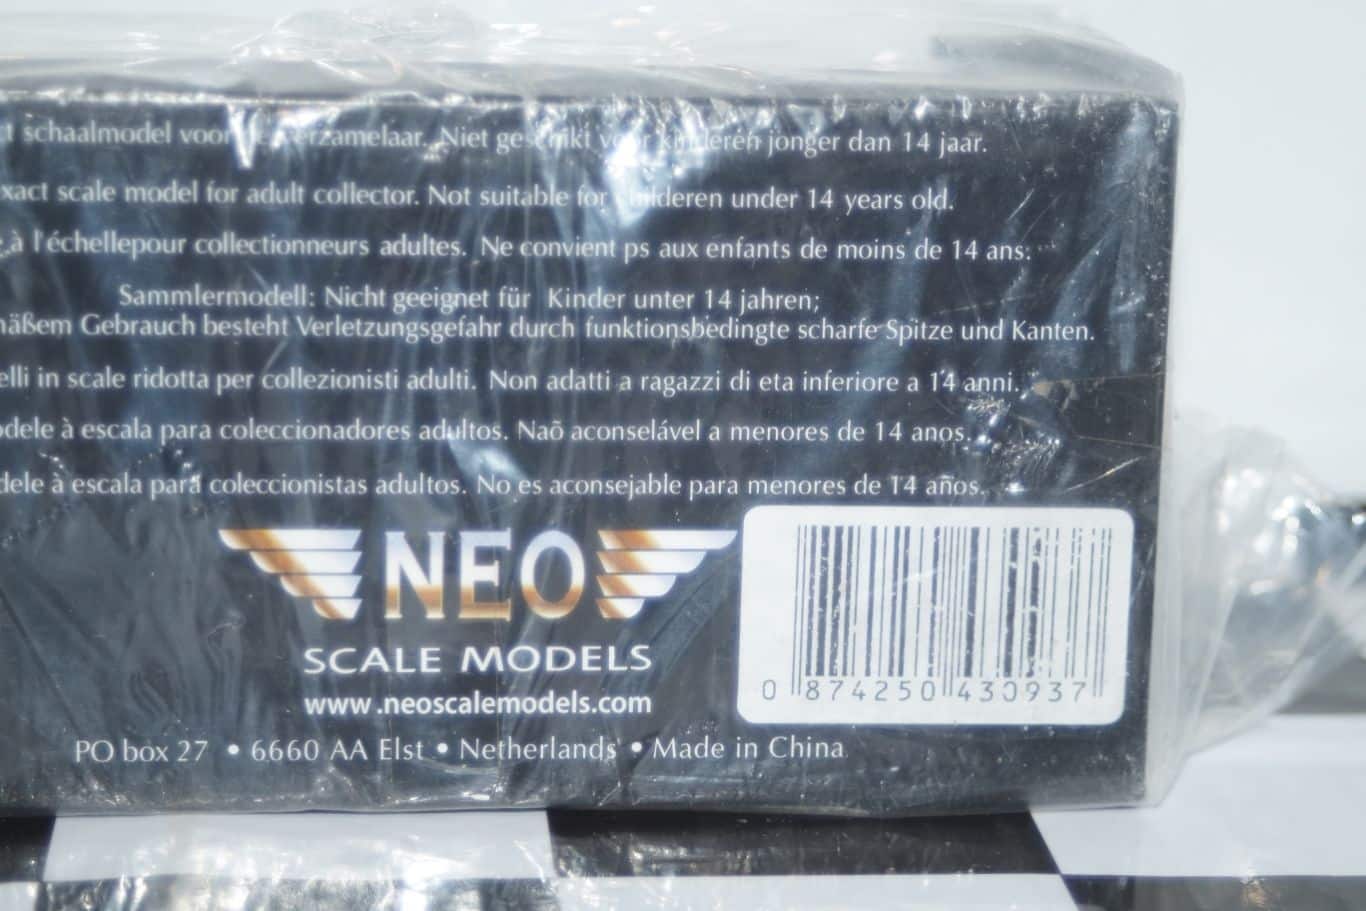 schaalmodel voor de verzamelaar. Niet geschikt voor kinderen jonger dan 14 jaar.
xact scale model for adult collector. Not suitable for childeren under 14 years old.
à l'échellepour collectionneurs adultes. Ne convient ps aux enfants de moins de 14 ans:
Sammlermodell: Nicht geeignet für Kinder unter 14 jahren;
mäßem Gebrauch besteht Verletzungsgefahr durch funktionsbedingte scharfe Spitze und Kanten.
elli in scale ridotta per collezionisti adulti. Non adatti a ragazzi di eta inferiore a 14 anni.
odele à escala para coleccionadores adultos. Naõ aconselável a menores de 14 anos.
dele à escala para coleccionistas adultos. No es aconsejable para menores de 14 años.
NEO
SCALE MODELS
www.neoscalemodels.com
0 874250 430937
PO box 27 • 6660 AA Elst • Netherlands • Made in China